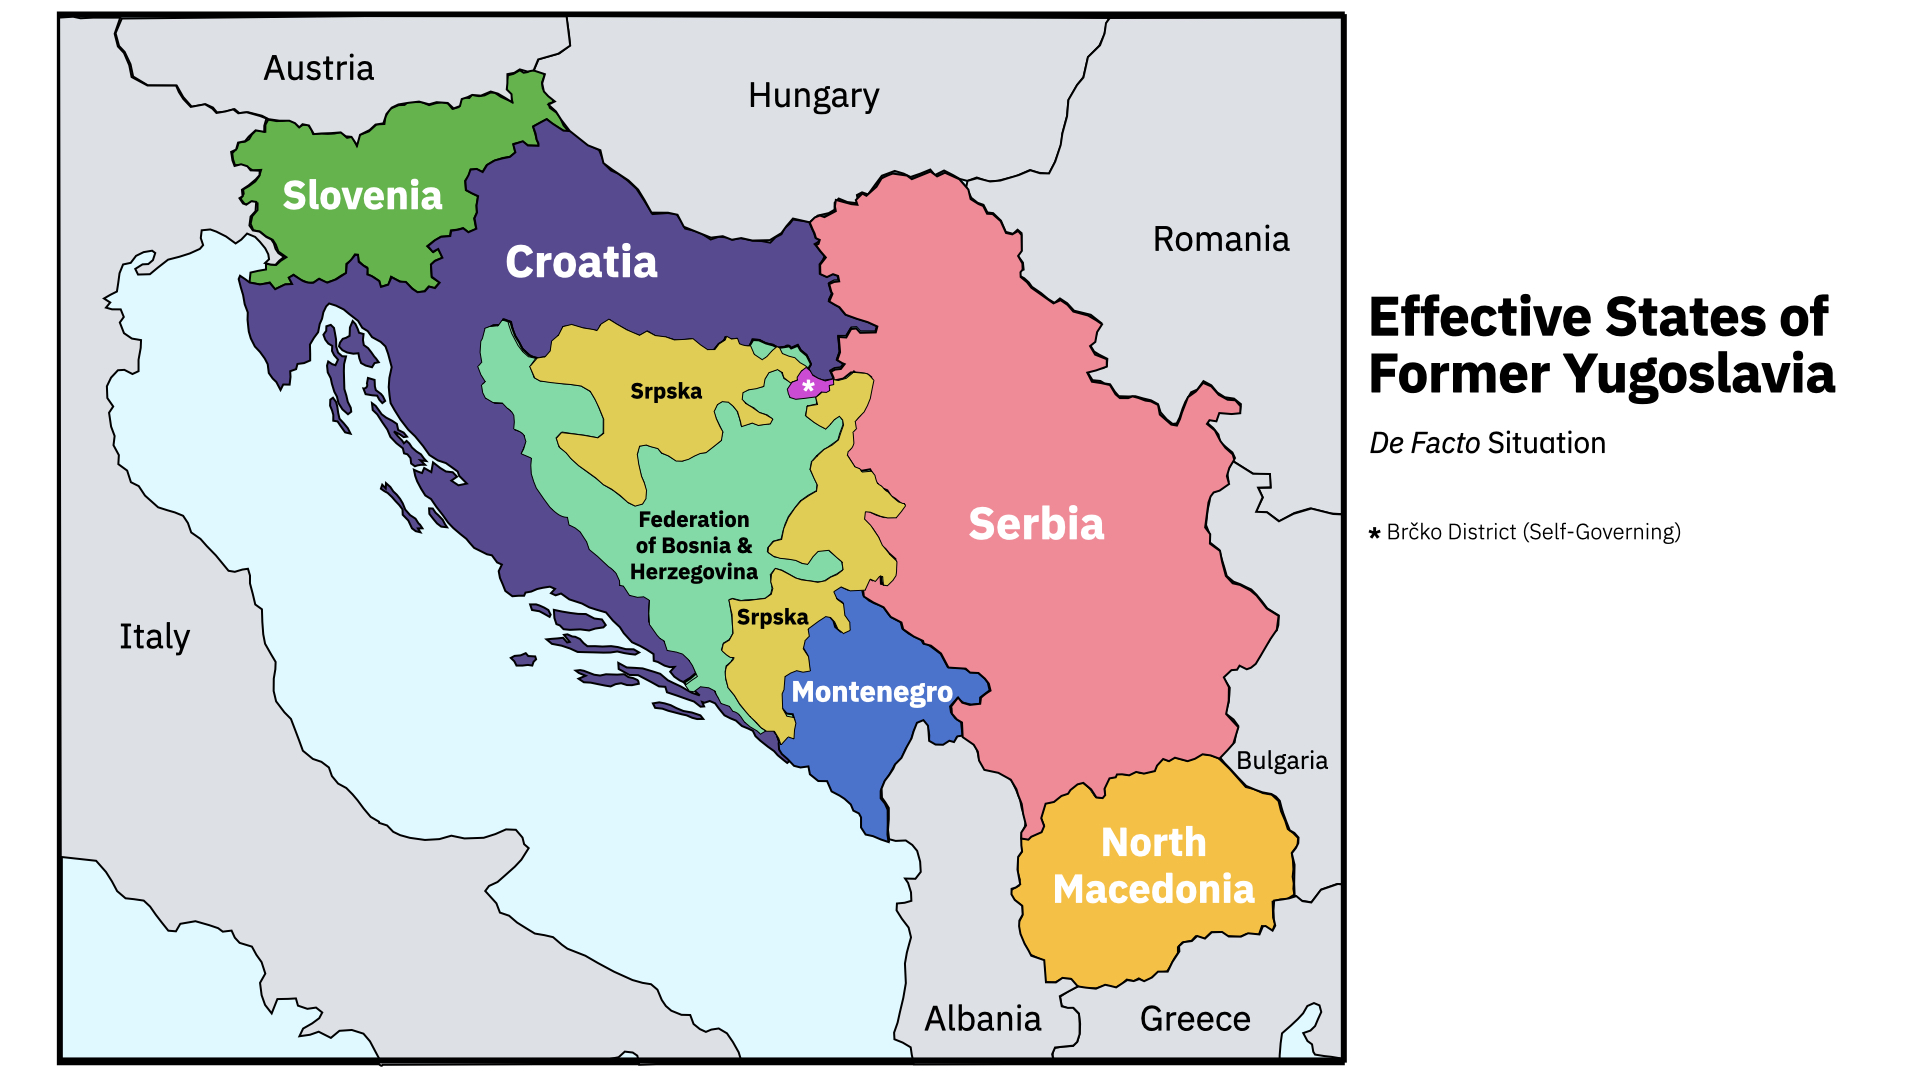 Austria
Hungary
Slovenia
Croatia
Romania
Effective States of
Former Yugoslavia
De Facto Situation
* Brčko District (Self-Governing)
Srpska
*
Serbia
Federation
of Bosnia &
Herzegovina
Srpska
Italy
Montenegro
Bulgaria
North
Macedonia
Albania
Greece